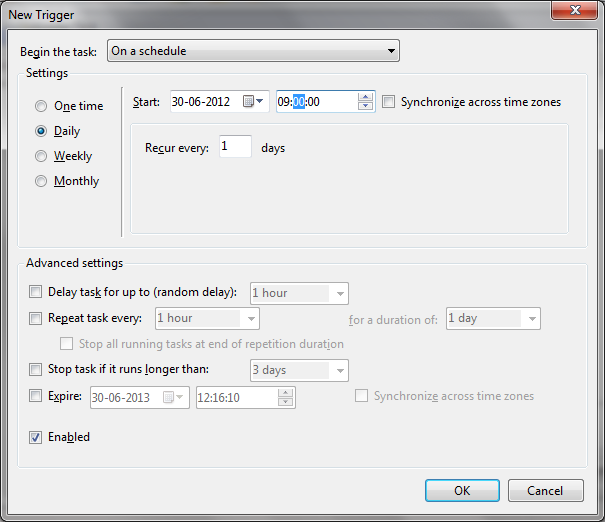 New Trigger
Begin the task: On a schedule
Settings
One time
Daily
Weekly
Monthly
Start: 30-06-2012 09:00:00 Synchronize across time zones
Recur every: 1 days
Advanced settings
Delay task for up to (random delay): 1 hour
Repeat task every: 1 hour for a duration of: 1 day
Stop all running tasks at end of repetition duration
Stop task if it runs longer than: 3 days
Expire: 30-06-2013 12:16:10 Synchronize across time zones
Enabled
OK Cancel